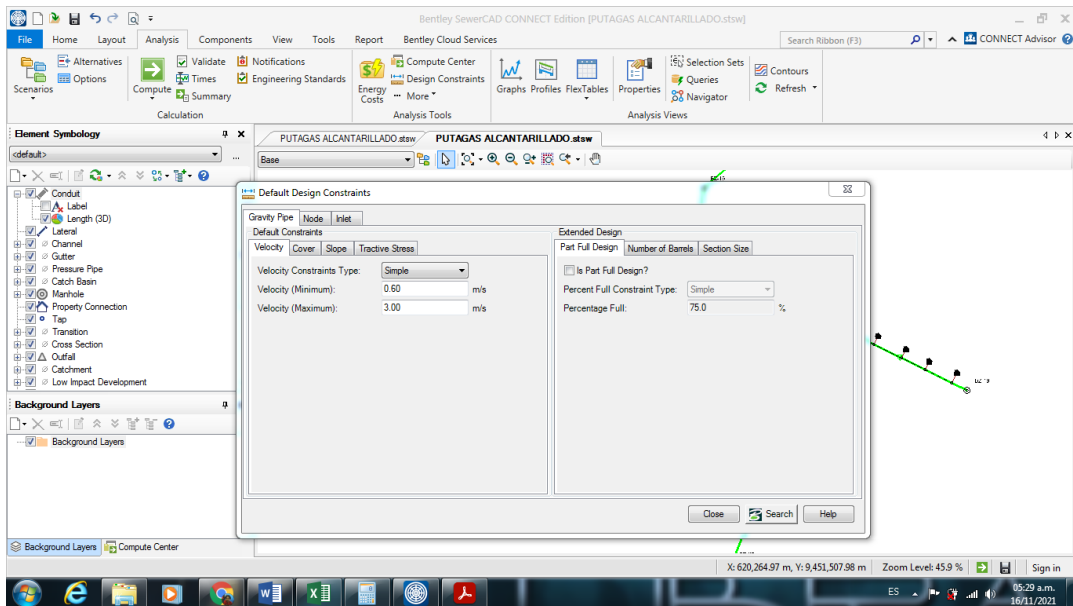 Bentley SewerCAD CONNECT Edition [PUTAGAS ALCANTARILLADO.stsw]
File Home Layout Analysis Components View Tools Report Bentley Cloud Services Search Ribbon (F3) CONNECT Advisor
Scenarios
Alternatives
Options
Compute
Validate
Times
Summary
Notifications
Engineering Standards
Calculation
Energy Costs
Compute Center
Design Constraints
More
Analysis Tools
Graphs Profiles FlexTables Properties
Selection Sets
Queries
Navigator
Contours
Refresh
Analysis Views
Element Symbology
<default>
...
PUTAGAS ALCANTARILLADO.stsw PUTAGAS ALCANTARILLADO.stsw
Base
Conduit
Label
Length (3D)
Lateral
Channel
Gutter
Pressure Pipe
Catch Basin
Manhole
Property Connection
Tap
Transition
Cross Section
Outfall
Catchment
Low Impact Development
Background Layers
Background Layers
Background Layers Compute Center
Default Design Constraints
Gravity Pipe Node Inlet
Default Constraints
Velocity Cover Slope Tractive Stress
Velocity Constraints Type: Simple
Velocity (Minimum): 0.60 m/s
Velocity (Maximum): 3.00 m/s
Extended Design
Part Full Design Number of Barrels Section Size
Is Part Full Design?
Percent Full Constraint Type: Simple
Percentage Full: 75.0 %
Close Search Help
X: 620,264.97 m, Y: 9,451,507.98 m Zoom Level: 45.9 % Sign in
ES 05:29 a.m.
16/11/2021